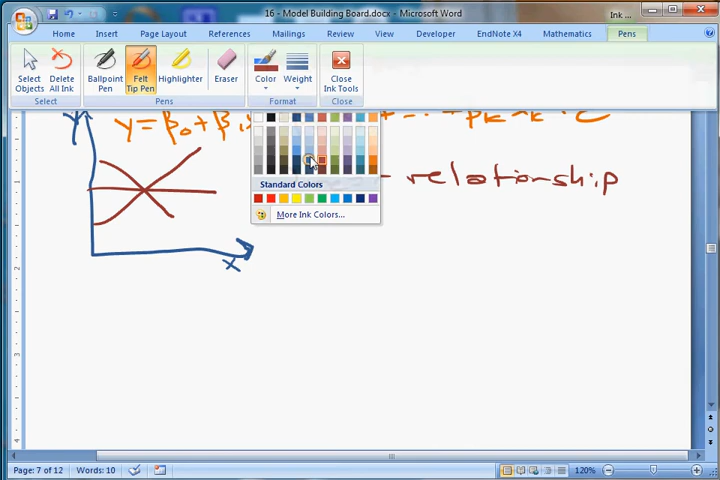 16 - Model Building Board.docx - Microsoft Word
Ink ...
Home Insert Page Layout References Mailings Review View Developer EndNote X4 Mathematics Pens
Select Objects
Delete All Ink
Ballpoint Pen
Felt Tip Pen
Highlighter
Eraser
Color
Weight
Close Ink Tools
Select Pens Format Close
y
y = β0 + β1
+ ... + βk
relationship
Standard Colors
More Ink Colors...
x
Page: 7 of 12 Words: 10 120%